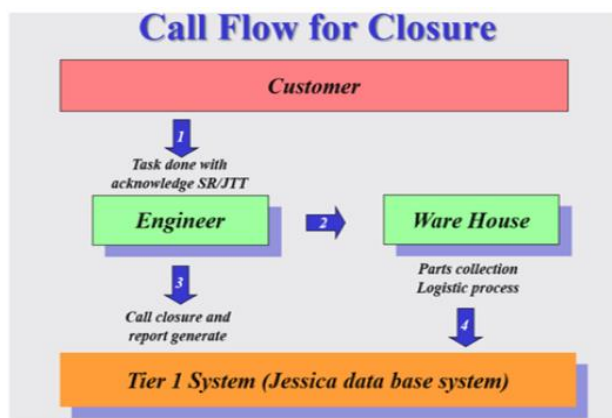 Call Flow for Closure
Customer
1
Task done with
acknowledge SR/JTT
Engineer
2
Ware House
3
Parts collection
Logistic process
Call closure and
report generate
4
Tier 1 System (Jessica data base system)